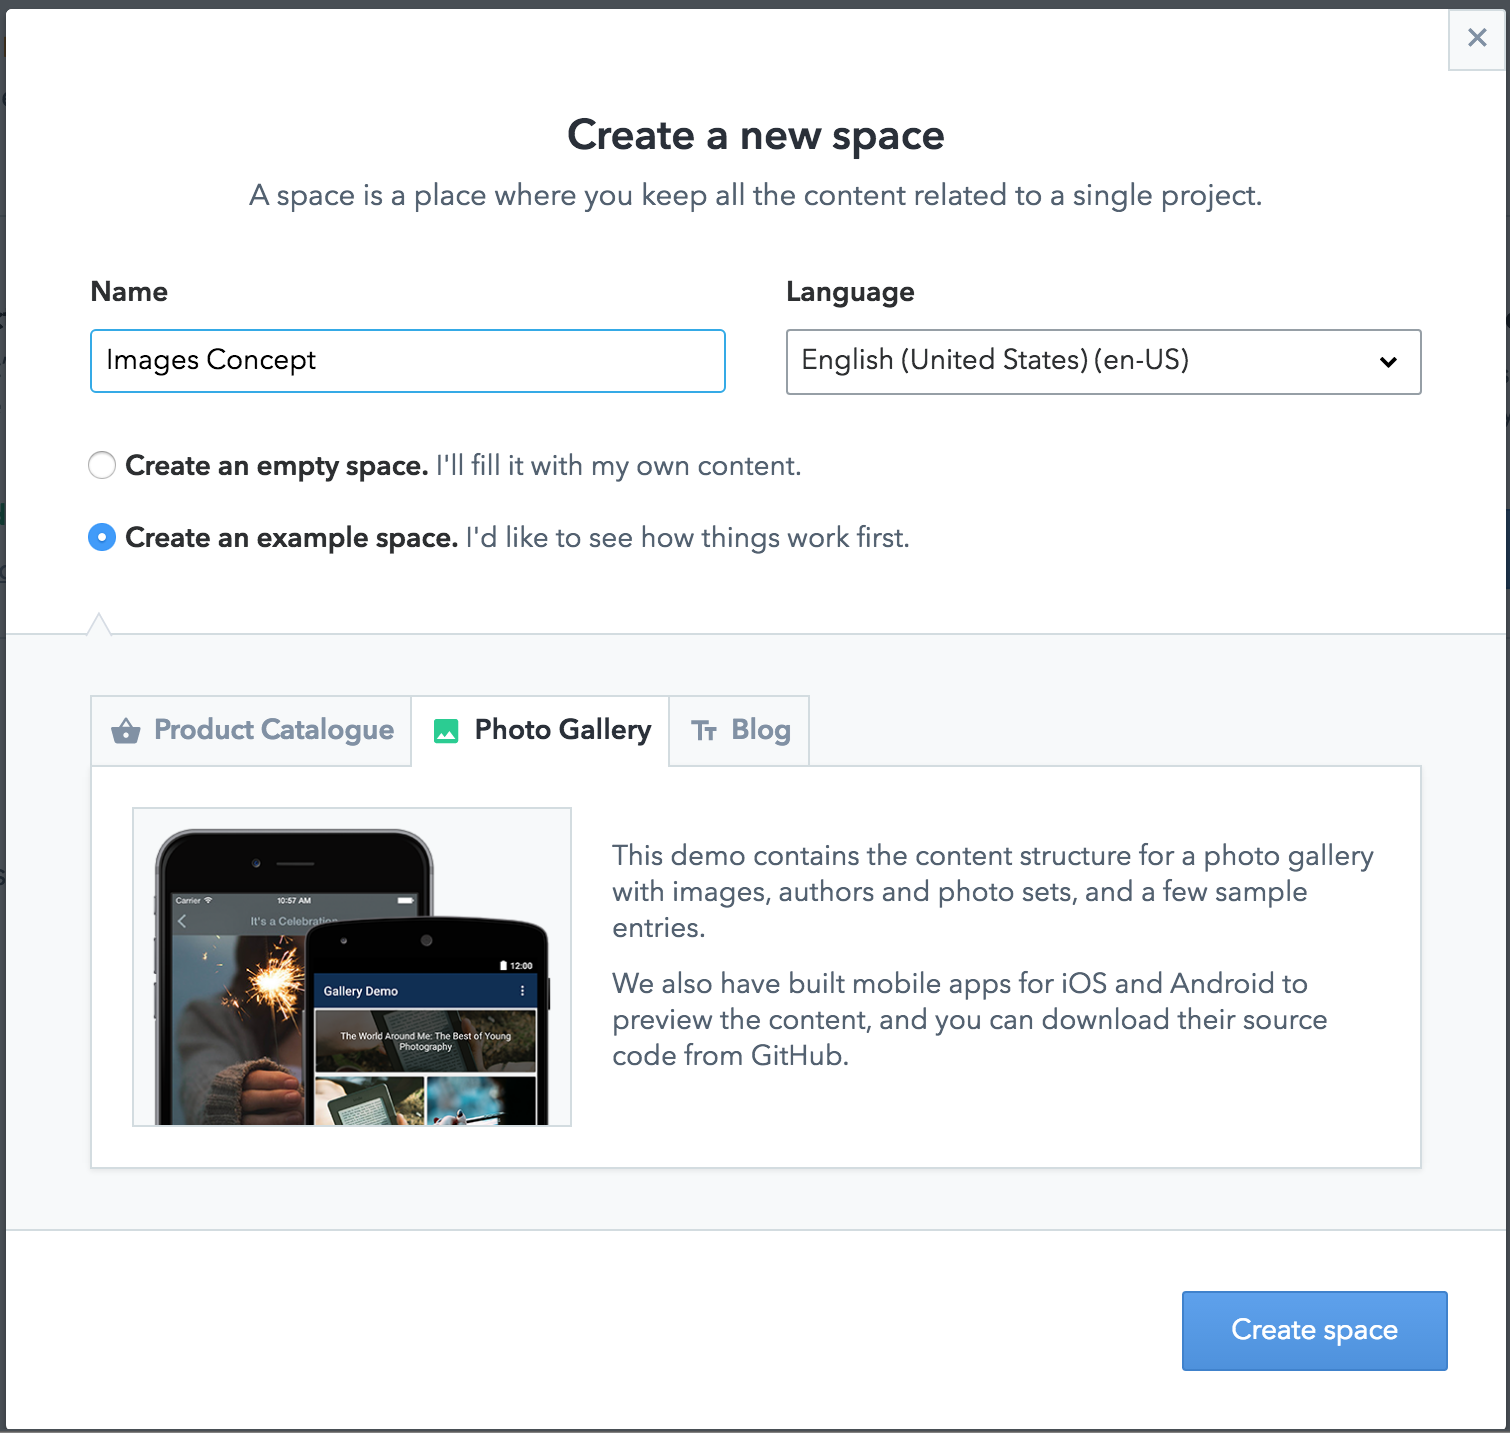 Create a new space
A space is a place where you keep all the content related to a single project.
Name
Language
Images Concept
English (United States) (en-US)
Create an empty space. I'll fill it with my own content.
Create an example space. I'd like to see how things work first.
Product Catalogue
Photo Gallery
Blog
Carrier
10:57 AM
It's a Celebration
12:00
Gallery Demo
The World Around Me: The Best of Young
Photography
This demo contains the content structure for a photo gallery
with images, authors and photo sets, and a few sample
entries.
We also have built mobile apps for iOS and Android to
preview the content, and you can download their source
code from GitHub.
Create space